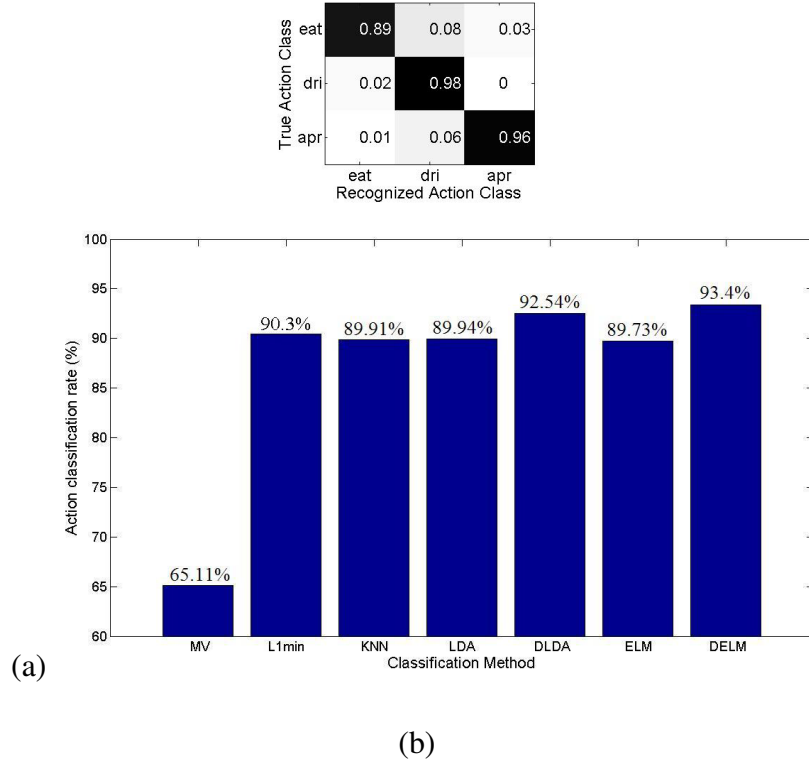 True Action Class
eat 0.89 0.08 0.03
dri 0.02 0.98 0
apr 0.01 0.06 0.96
eat dri apr
Recognized Action Class
Action classification rate (%)
100
95
90
85
80
75
70
65
60
65.11%
90.3%
89.91%
89.94%
92.54%
89.73%
93.4%
MV L1min KNN LDA DLDA ELM DELM
Classification Method
(a)
(b)